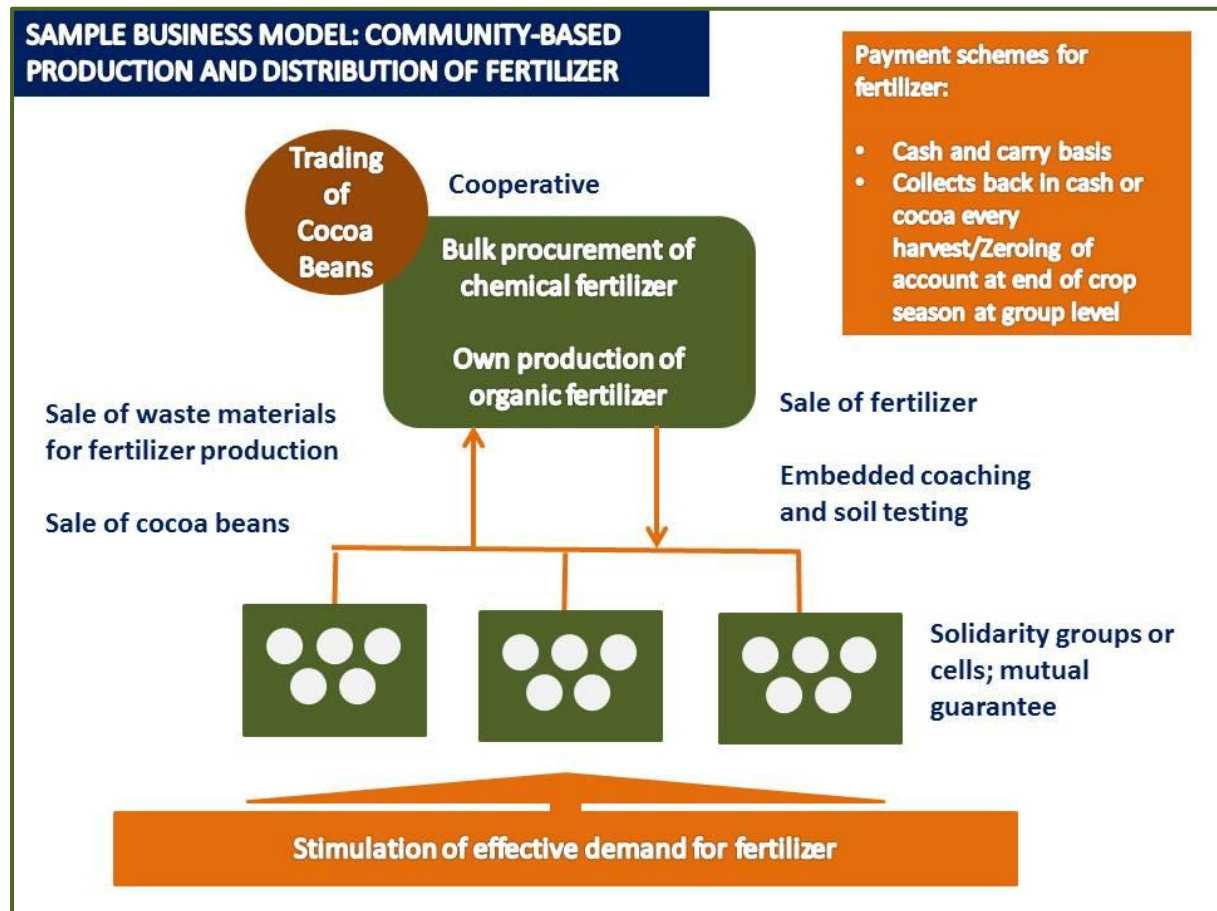 SAMPLE BUSINESS MODEL: COMMUNITY-BASED
PRODUCTION AND DISTRIBUTION OF FERTILIZER
Payment schemes for
fertilizer:
• Cash and carry basis
• Collects back in cash or
cocoa every
harvest/Zeroing of
account at end of crop
season at group level
Trading
of
Cocoa
Beans
Cooperative
Bulk procurement of
chemical fertilizer
Own production of
organic fertilizer
Sale of waste materials
for fertilizer production
Sale of cocoa beans
Sale of fertilizer
Embedded coaching
and soil testing
Solidarity groups or
cells; mutual
guarantee
Stimulation of effective demand for fertilizer